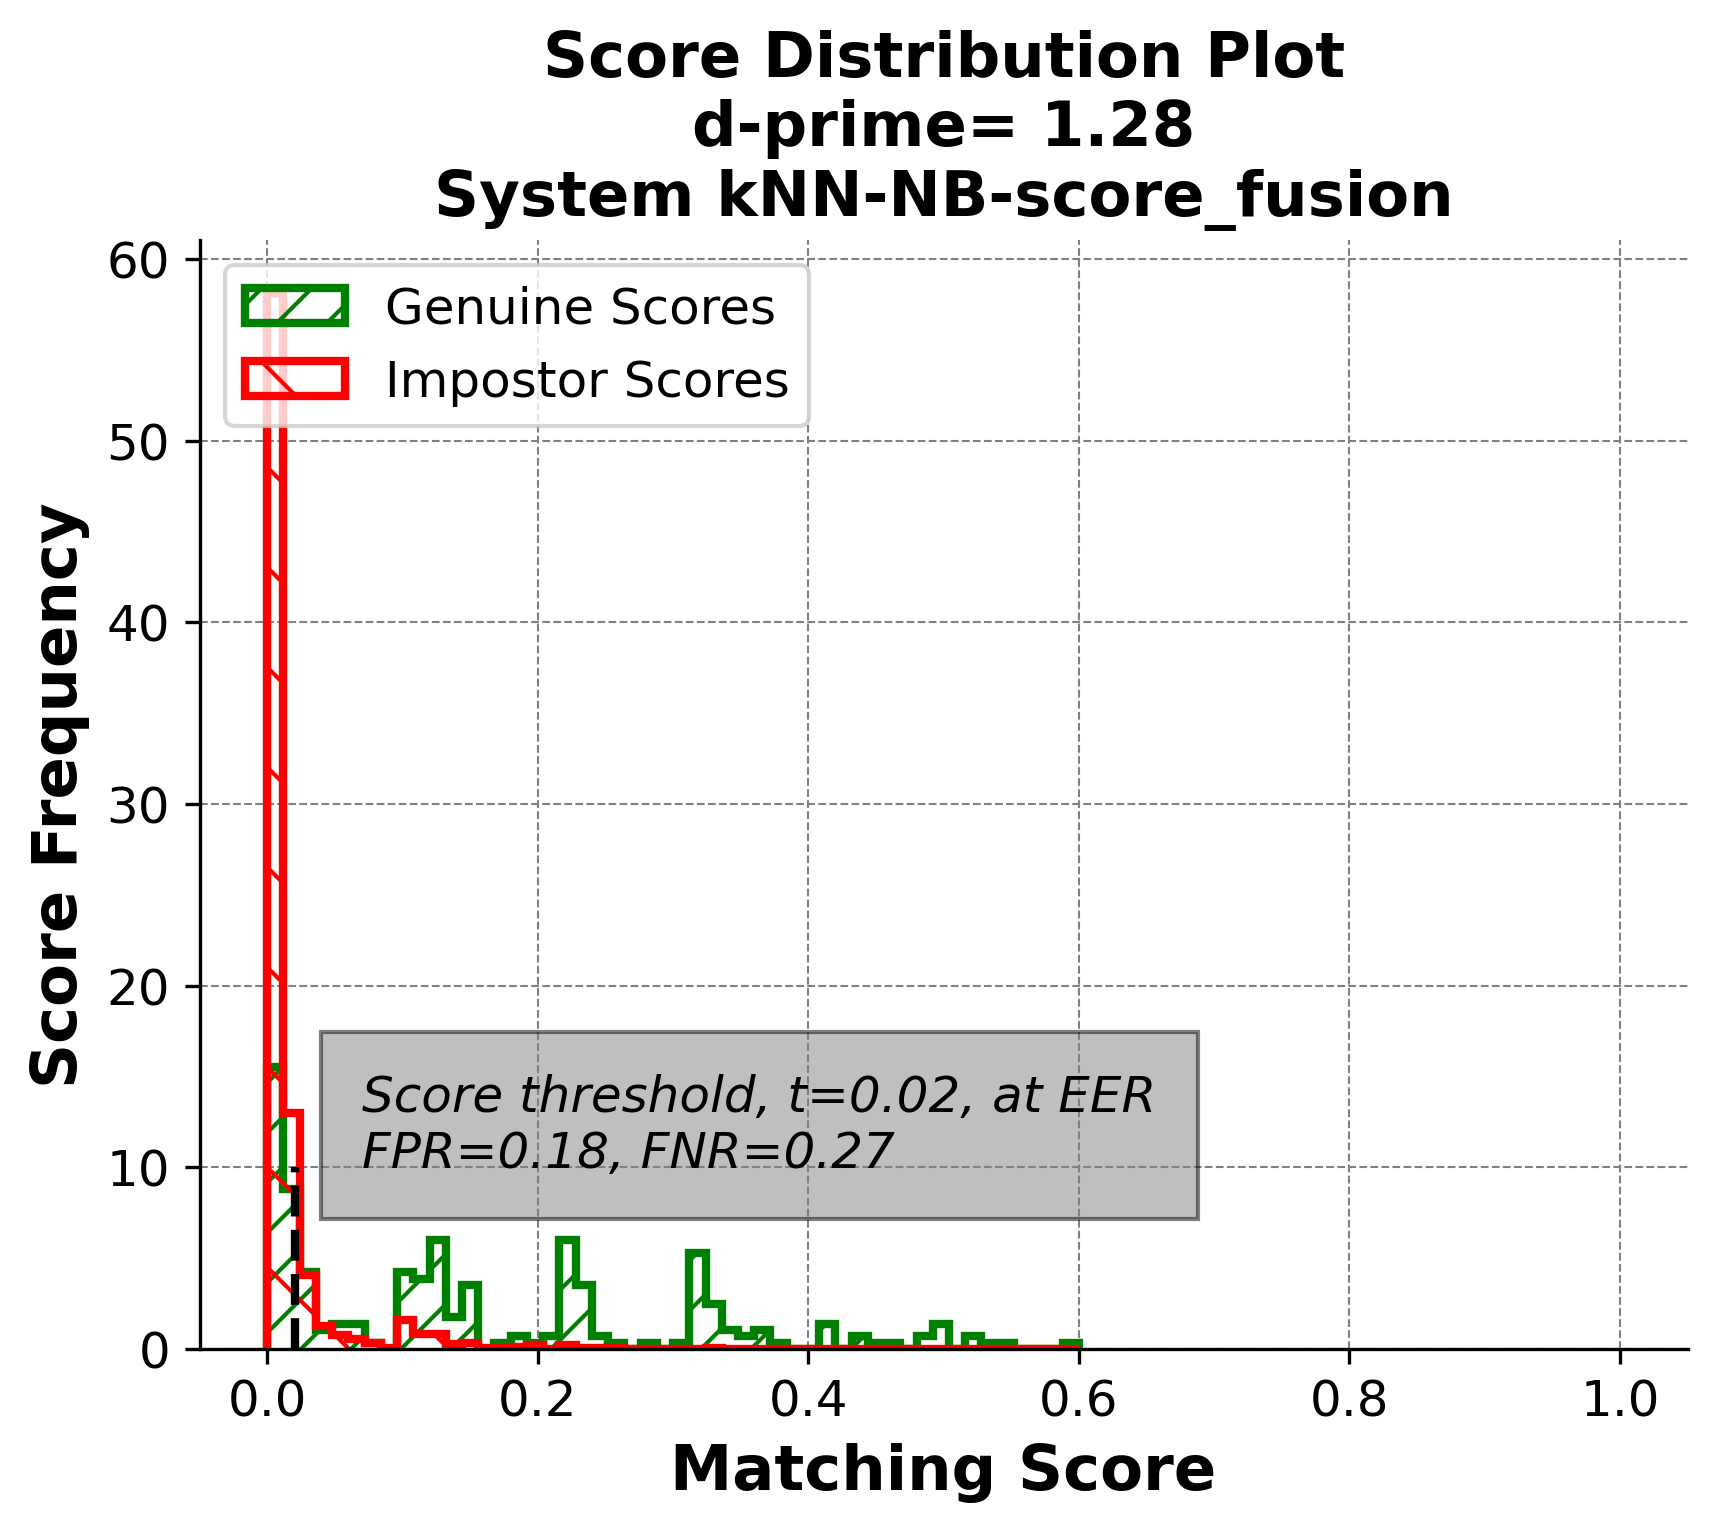 Score Distribution Plot
d-prime= 1.28
System kNN-NB-score_fusion
Genuine Scores
Impostor Scores
Score Frequency
60
50
40
30
20
10
0
Score threshold, t=0.02, at EER
FPR=0.18, FNR=0.27
0.0 0.2 0.4 0.6 0.8 1.0
Matching Score